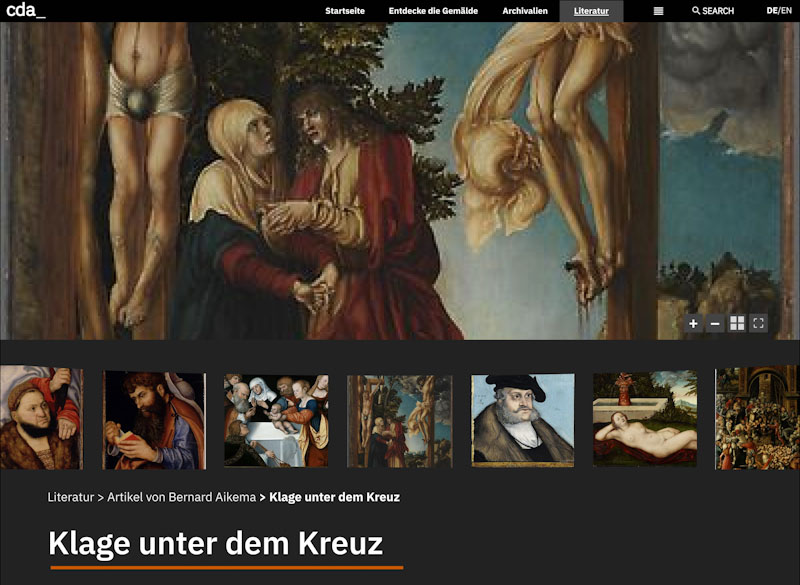 cda_
Startseite Entdecke die Gemälde Archivalien Literatur SEARCH DE/EN
Literatur > Artikel von Bernard Aikema > Klage unter dem Kreuz
Klage unter dem Kreuz